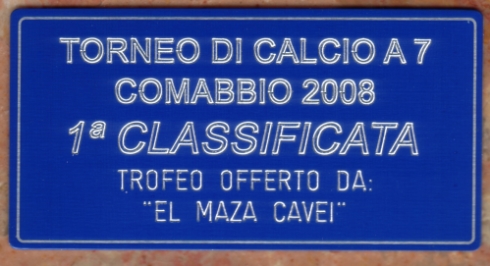 TORNEO DI CALCIO A 7
COMABBIO 2008
1ª CLASSIFICATA
TROFEO OFFERTO DA:
"EL MAZA CAVEI"